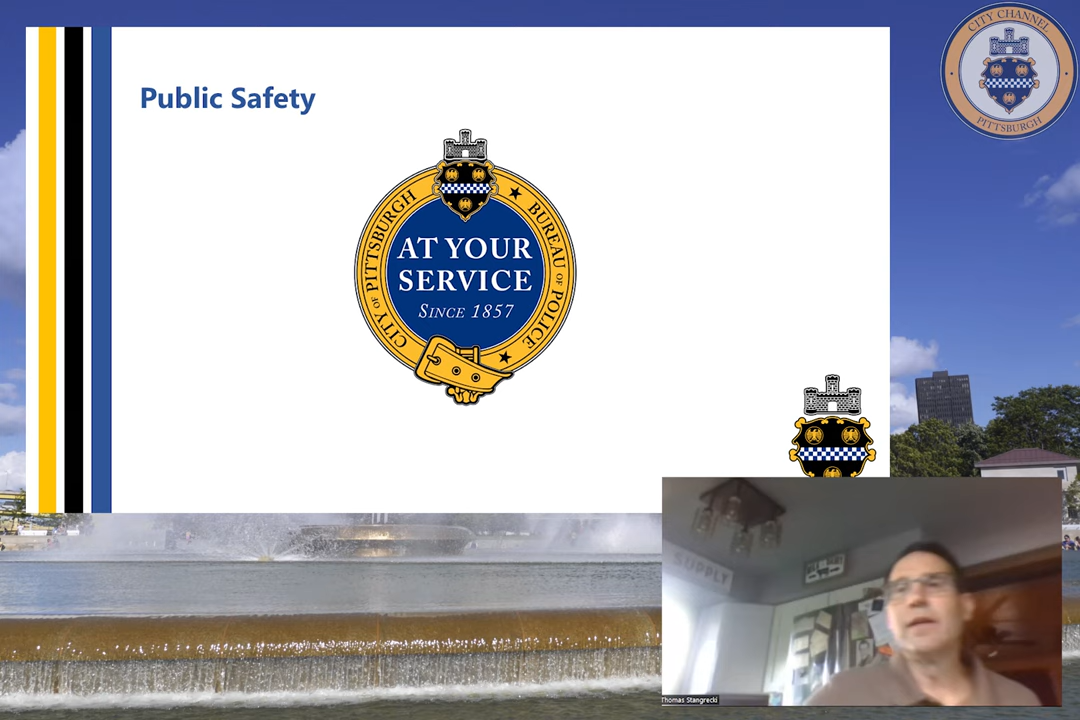 CITY CHANNEL
PITTSBURGH
Public Safety
CITY OF PITTSBURGH
BUREAU OF POLICE
AT YOUR
SERVICE
SINCE 1857
SUPPLY
Thomas Stangrecki